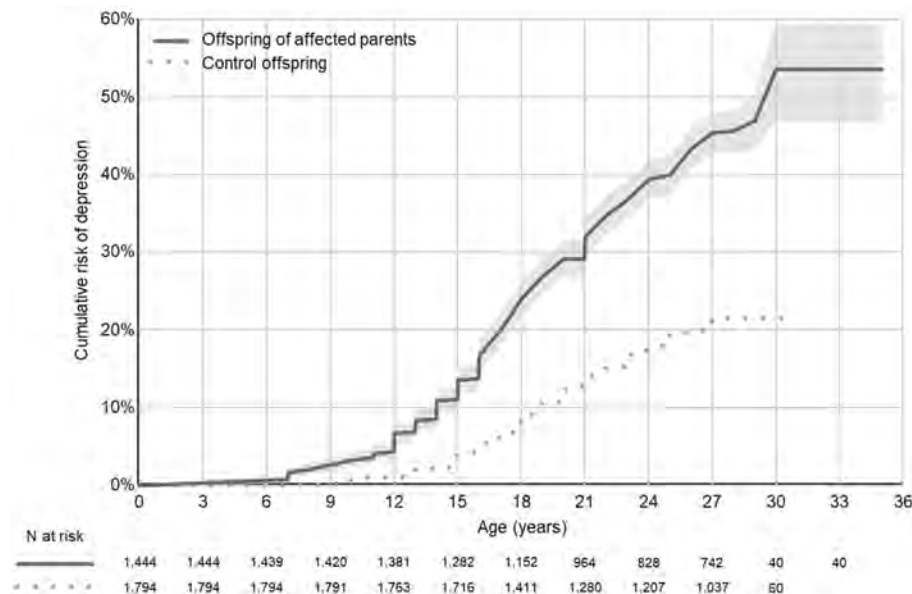 60%
Offspring of affected parents
Control offspring
50%
40%
30%
20%
10%
0%
Cumulative risk of depression
0 3 6 9 12 15 18 21 24 27 30 33 36
Age (years)
N at risk
1,444 1,444 1,439 1,420 1,381 1,282 1,152 964 828 742 40 40
1,794 1,794 1,794 1,791 1,763 1,716 1,411 1,280 1,207 1,037 60